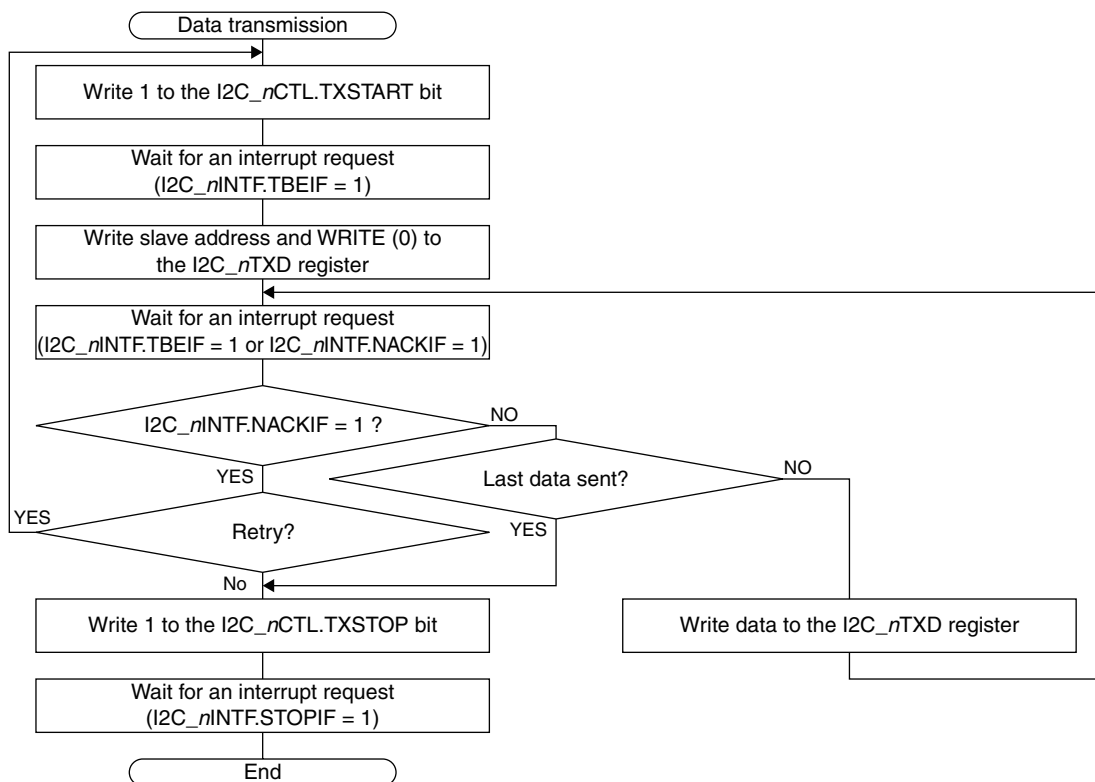 Data transmission
Write 1 to the I2C_nCTL.TXSTART bit
Wait for an interrupt request
(I2C_nINTF.TBEIF = 1)
Write slave address and WRITE (0) to
the I2C_nTXD register
Wait for an interrupt request
(I2C_nINTF.TBEIF = 1 or I2C_nINTF.NACKIF = 1)
I2C_nINTF.NACKIF = 1 ?
NO
YES
Last data sent?
NO
YES
YES
Retry?
No
Write 1 to the I2C_nCTL.TXSTOP bit
Write data to the I2C_nTXD register
Wait for an interrupt request
(I2C_nINTF.STOPIF = 1)
End